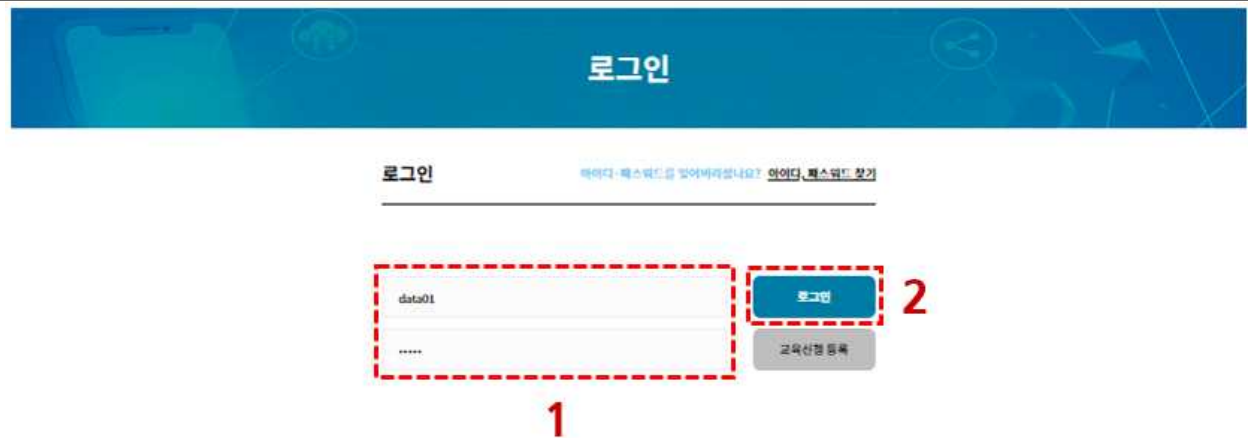 로그인
로그인 아이디·패스워드를 잊어버리셨나요? 아이디, 패스워드 찾기
data01 로그인 2
••••• 교육신청 등록
1